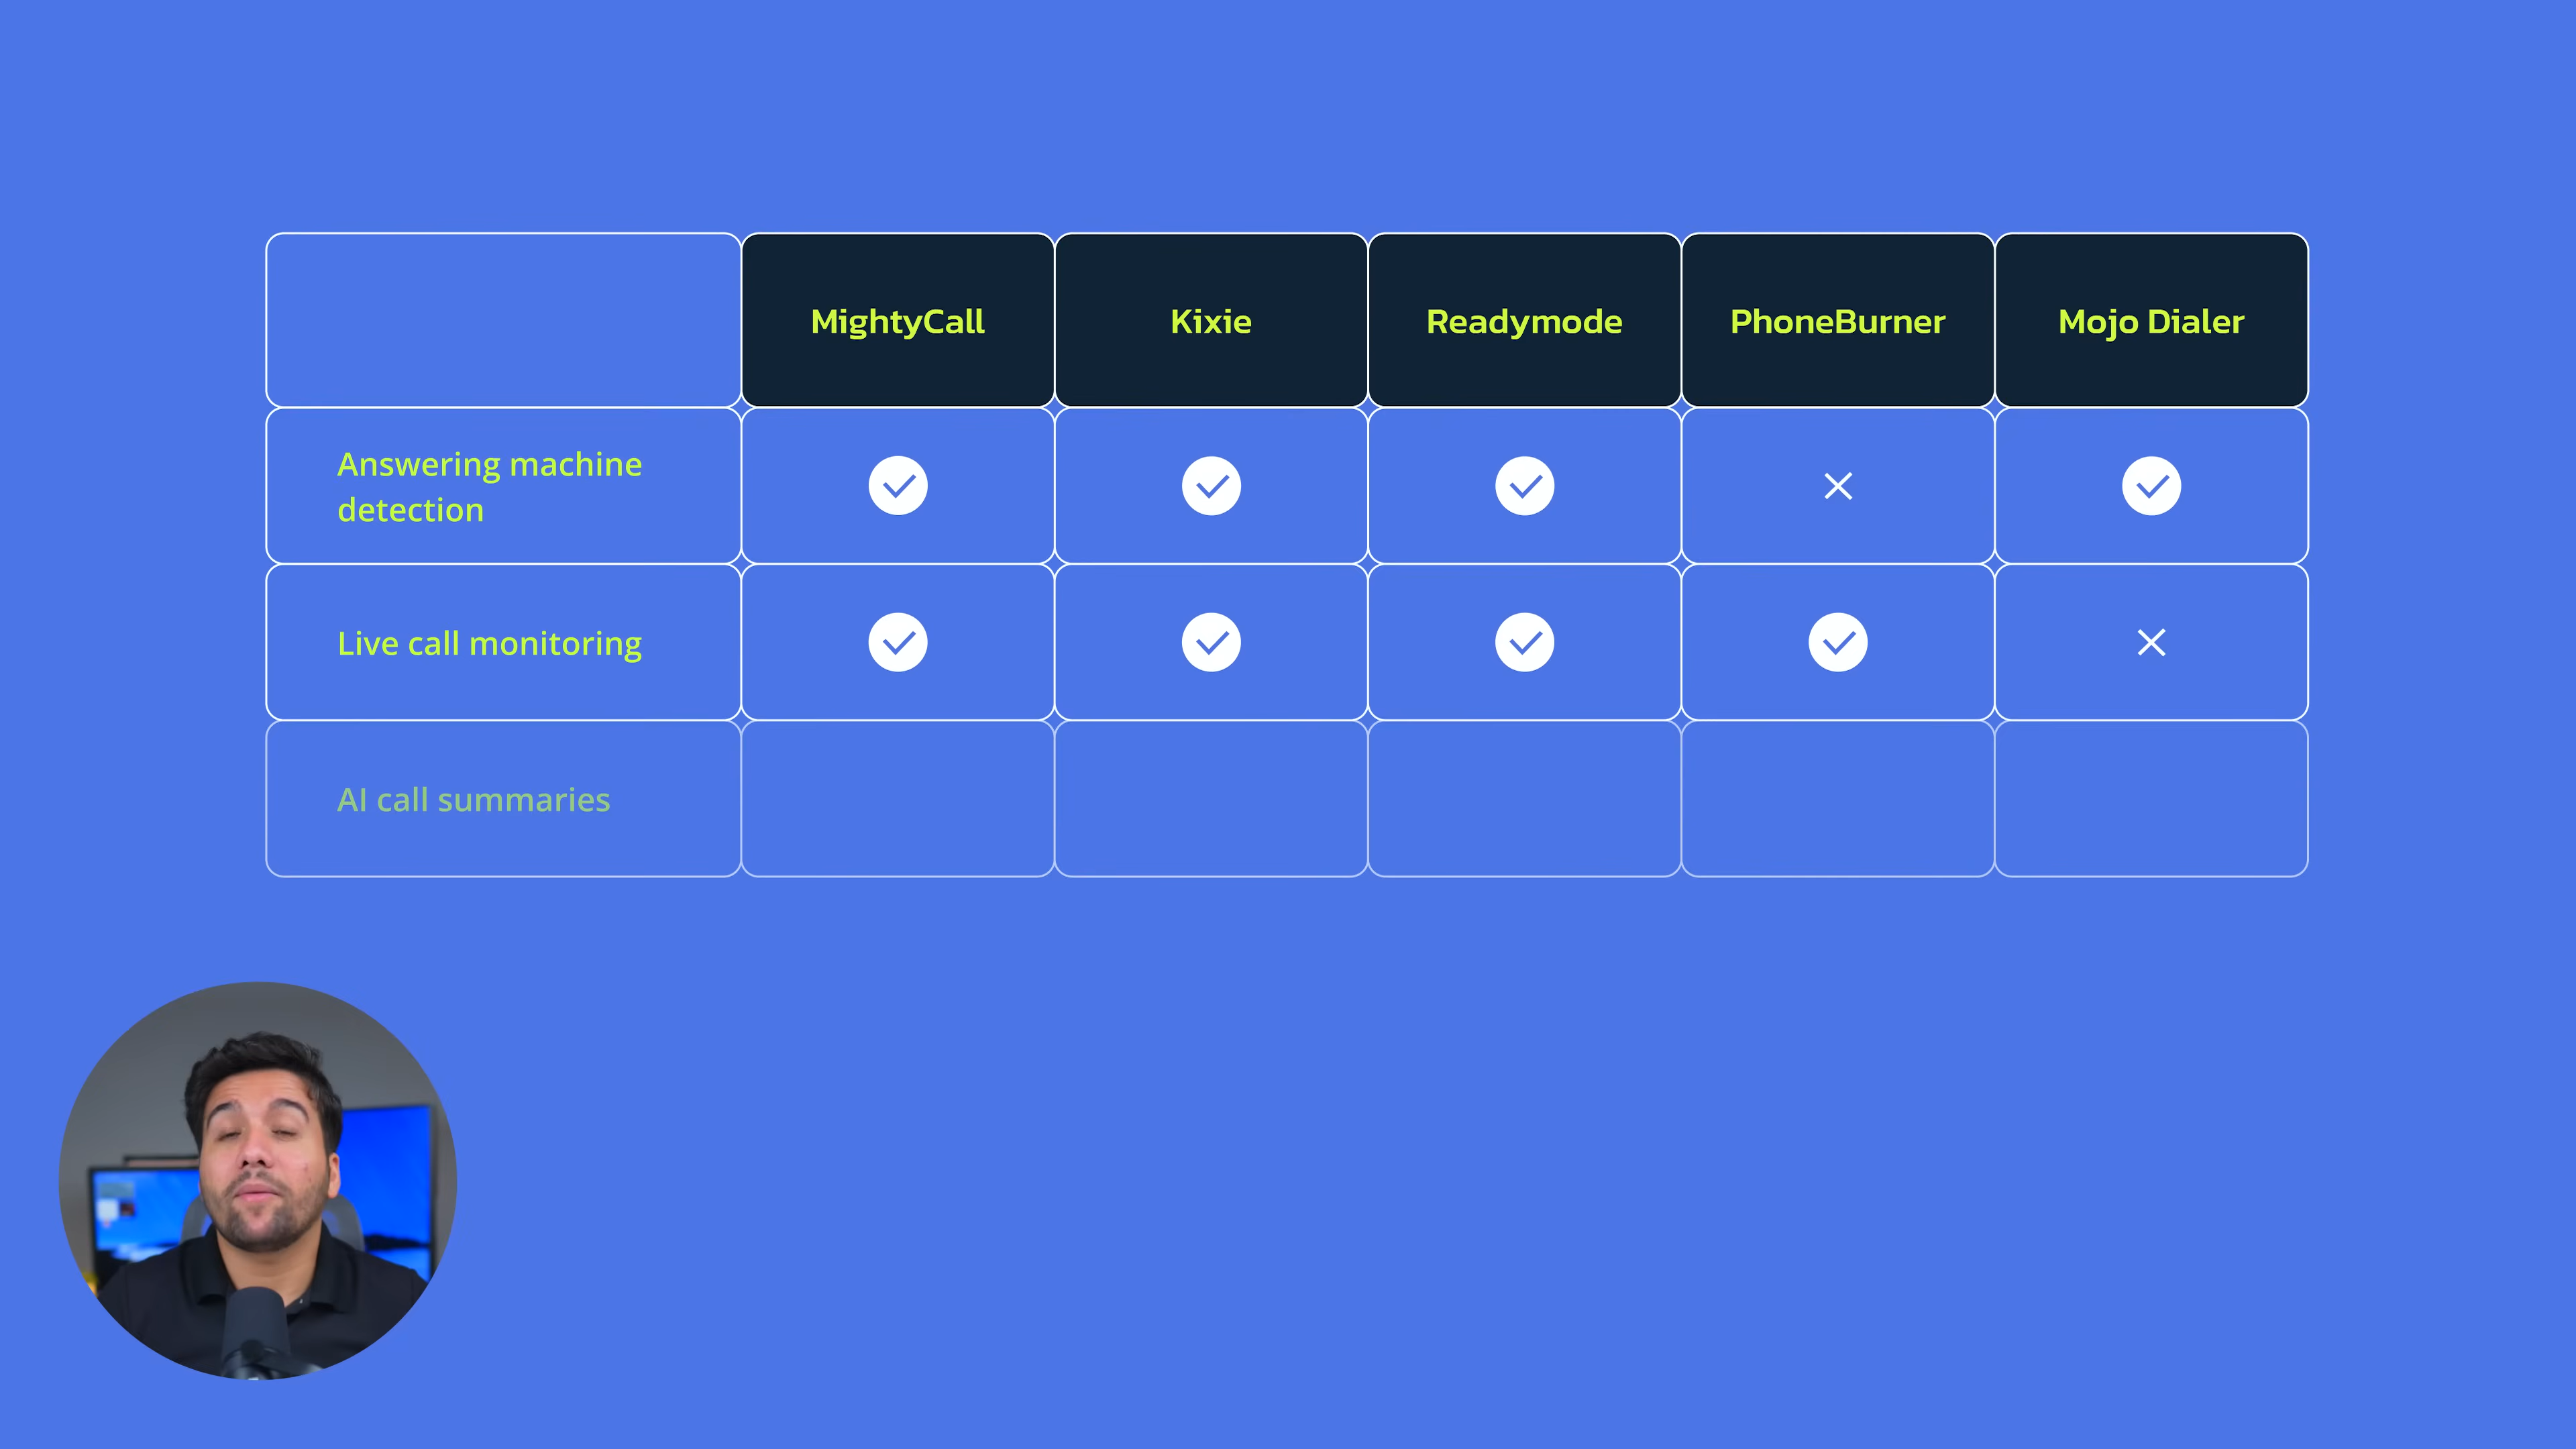 MightyCall
Kixie
Readymode
PhoneBurner
Mojo Dialer
Answering machine
detection
Live call monitoring
AI call summaries